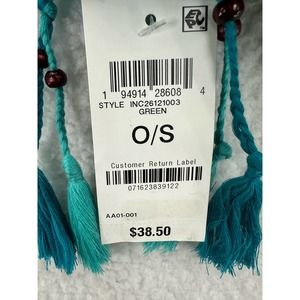 1 94914 28608 4
STYLE INC26121003
GREEN
O/S
Customer Return Label
071623839122
AA01-001
$38.50